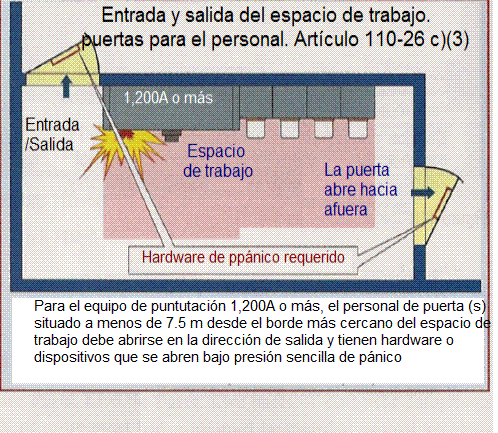 Entrada y salida del espacio de trabajo.
puertas para el personal. Artículo 110-26 c)(3)
1,200A o más
Entrada
/Salida
Espacio
de trabajo
La puerta
abre hacia
afuera
Hardware de ppánico requerido
Para el equipo de puntutación 1,200A o más, el personal de puerta (s)
situado a menos de 7.5 m desde el borde más cercano del espacio de
trabajo debe abrirse en la dirección de salida y tienen hardware o
dispositivos que se abren bajo presión sencilla de pánico